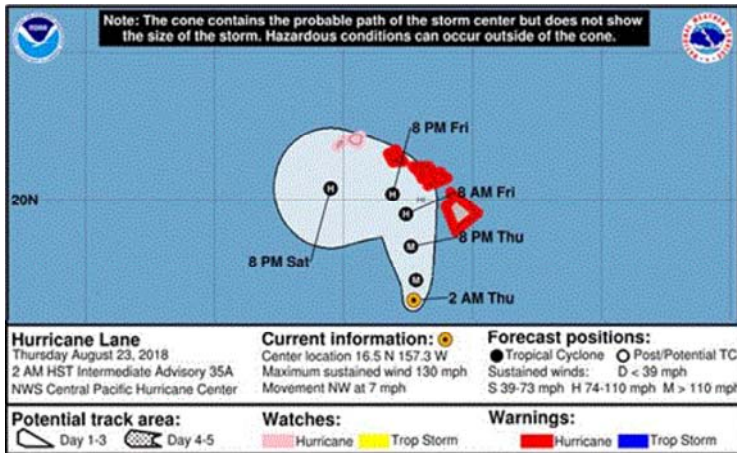 Note: The cone contains the probable path of the storm center but does not show
the size of the storm. Hazardous conditions can occur outside of the cone.
8 PM Fri
8 AM Fri
20N
H
H
H
M
8 PM Thu
8 PM Sat
M
2 AM Thu
Hurricane Lane
Thursday August 23, 2018
2 AM HST Intermediate Advisory 35A
NWS Central Pacific Hurricane Center
Current information:
Center location 16.5 N 157.3 W
Maximum sustained wind 130 mph
Movement NW at 7 mph
Forecast positions:
Tropical Cyclone Post/Potential TC
Sustained winds: D < 39 mph
S 39-73 mph H 74-110 mph M > 110 mph
Potential track area:
Day 1-3 Day 4-5
Watches:
Hurricane Trop Storm
Warnings:
Hurricane Trop Storm